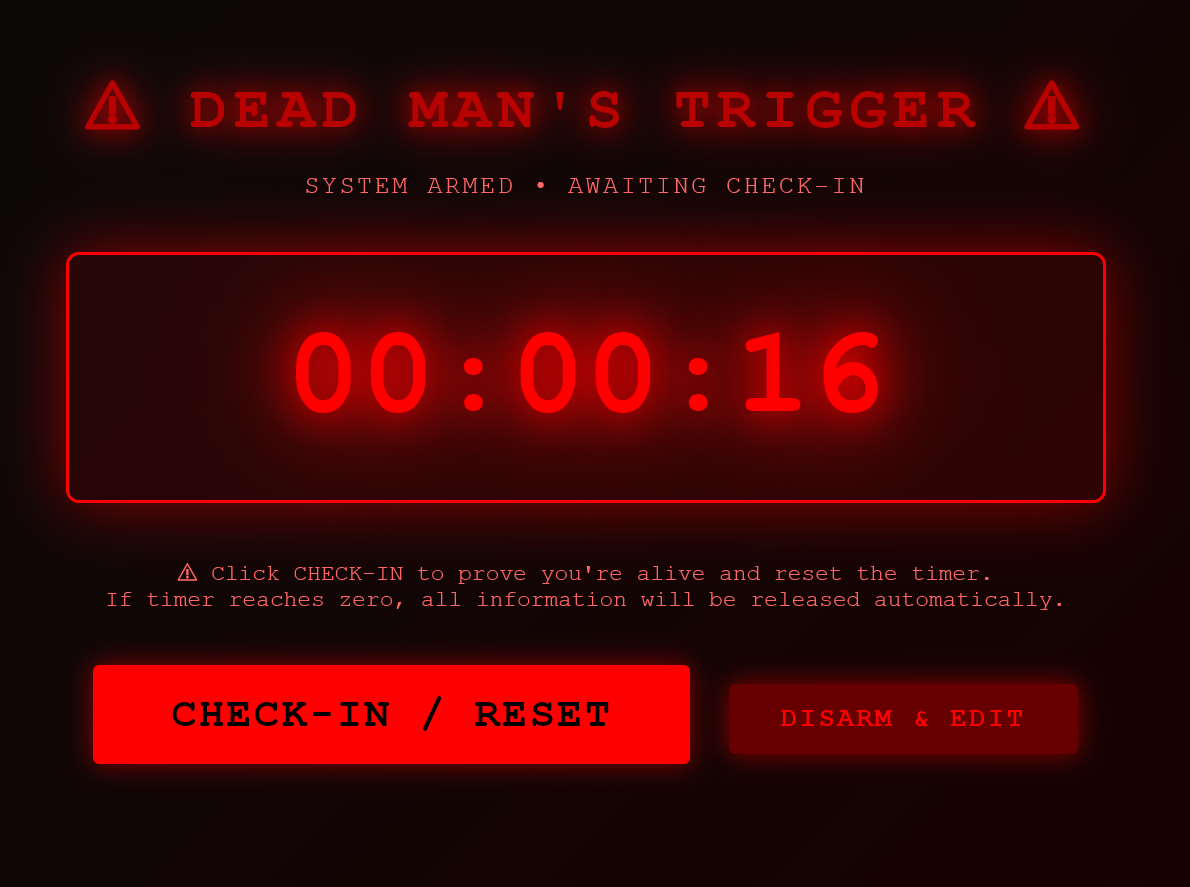 ⚠ DEAD MAN'S TRIGGER ⚠
SYSTEM ARMED • AWAITING CHECK-IN
00:00:16
⚠ Click CHECK-IN to prove you're alive and reset the timer.
If timer reaches zero, all information will be released automatically.
CHECK-IN / RESET
DISARM & EDIT